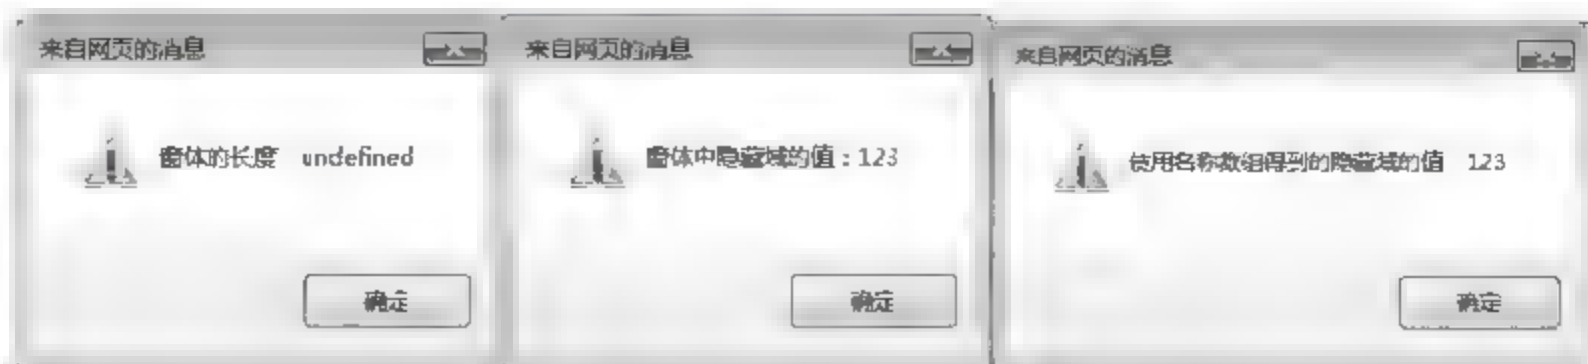 来自网页的消息
窗体的长度 undefined
确定
来自网页的消息
窗体中隐藏域的值：123
确定
来自网页的消息
使用名称数组得到的隐藏域的值 123
确定